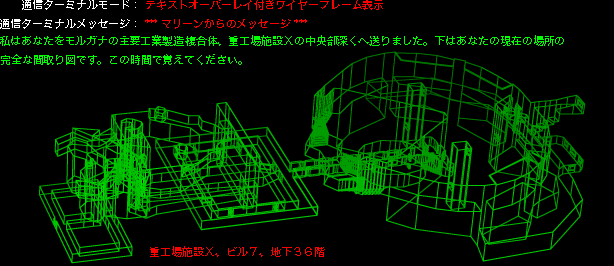 通信ターミナルモード： テキストオーバーレイ付きワイヤーフレーム表示
通信ターミナルメッセージ： *** マリーンからのメッセージ ***
私はあなたをモルガナの主要工業製造複合体、重工場施設Ｘの中央部深くへ送りました。下はあなたの現在の場所の
完全な間取り図です。この時間で覚えてください。
重工場施設Ｘ、ビル７、地下３６階